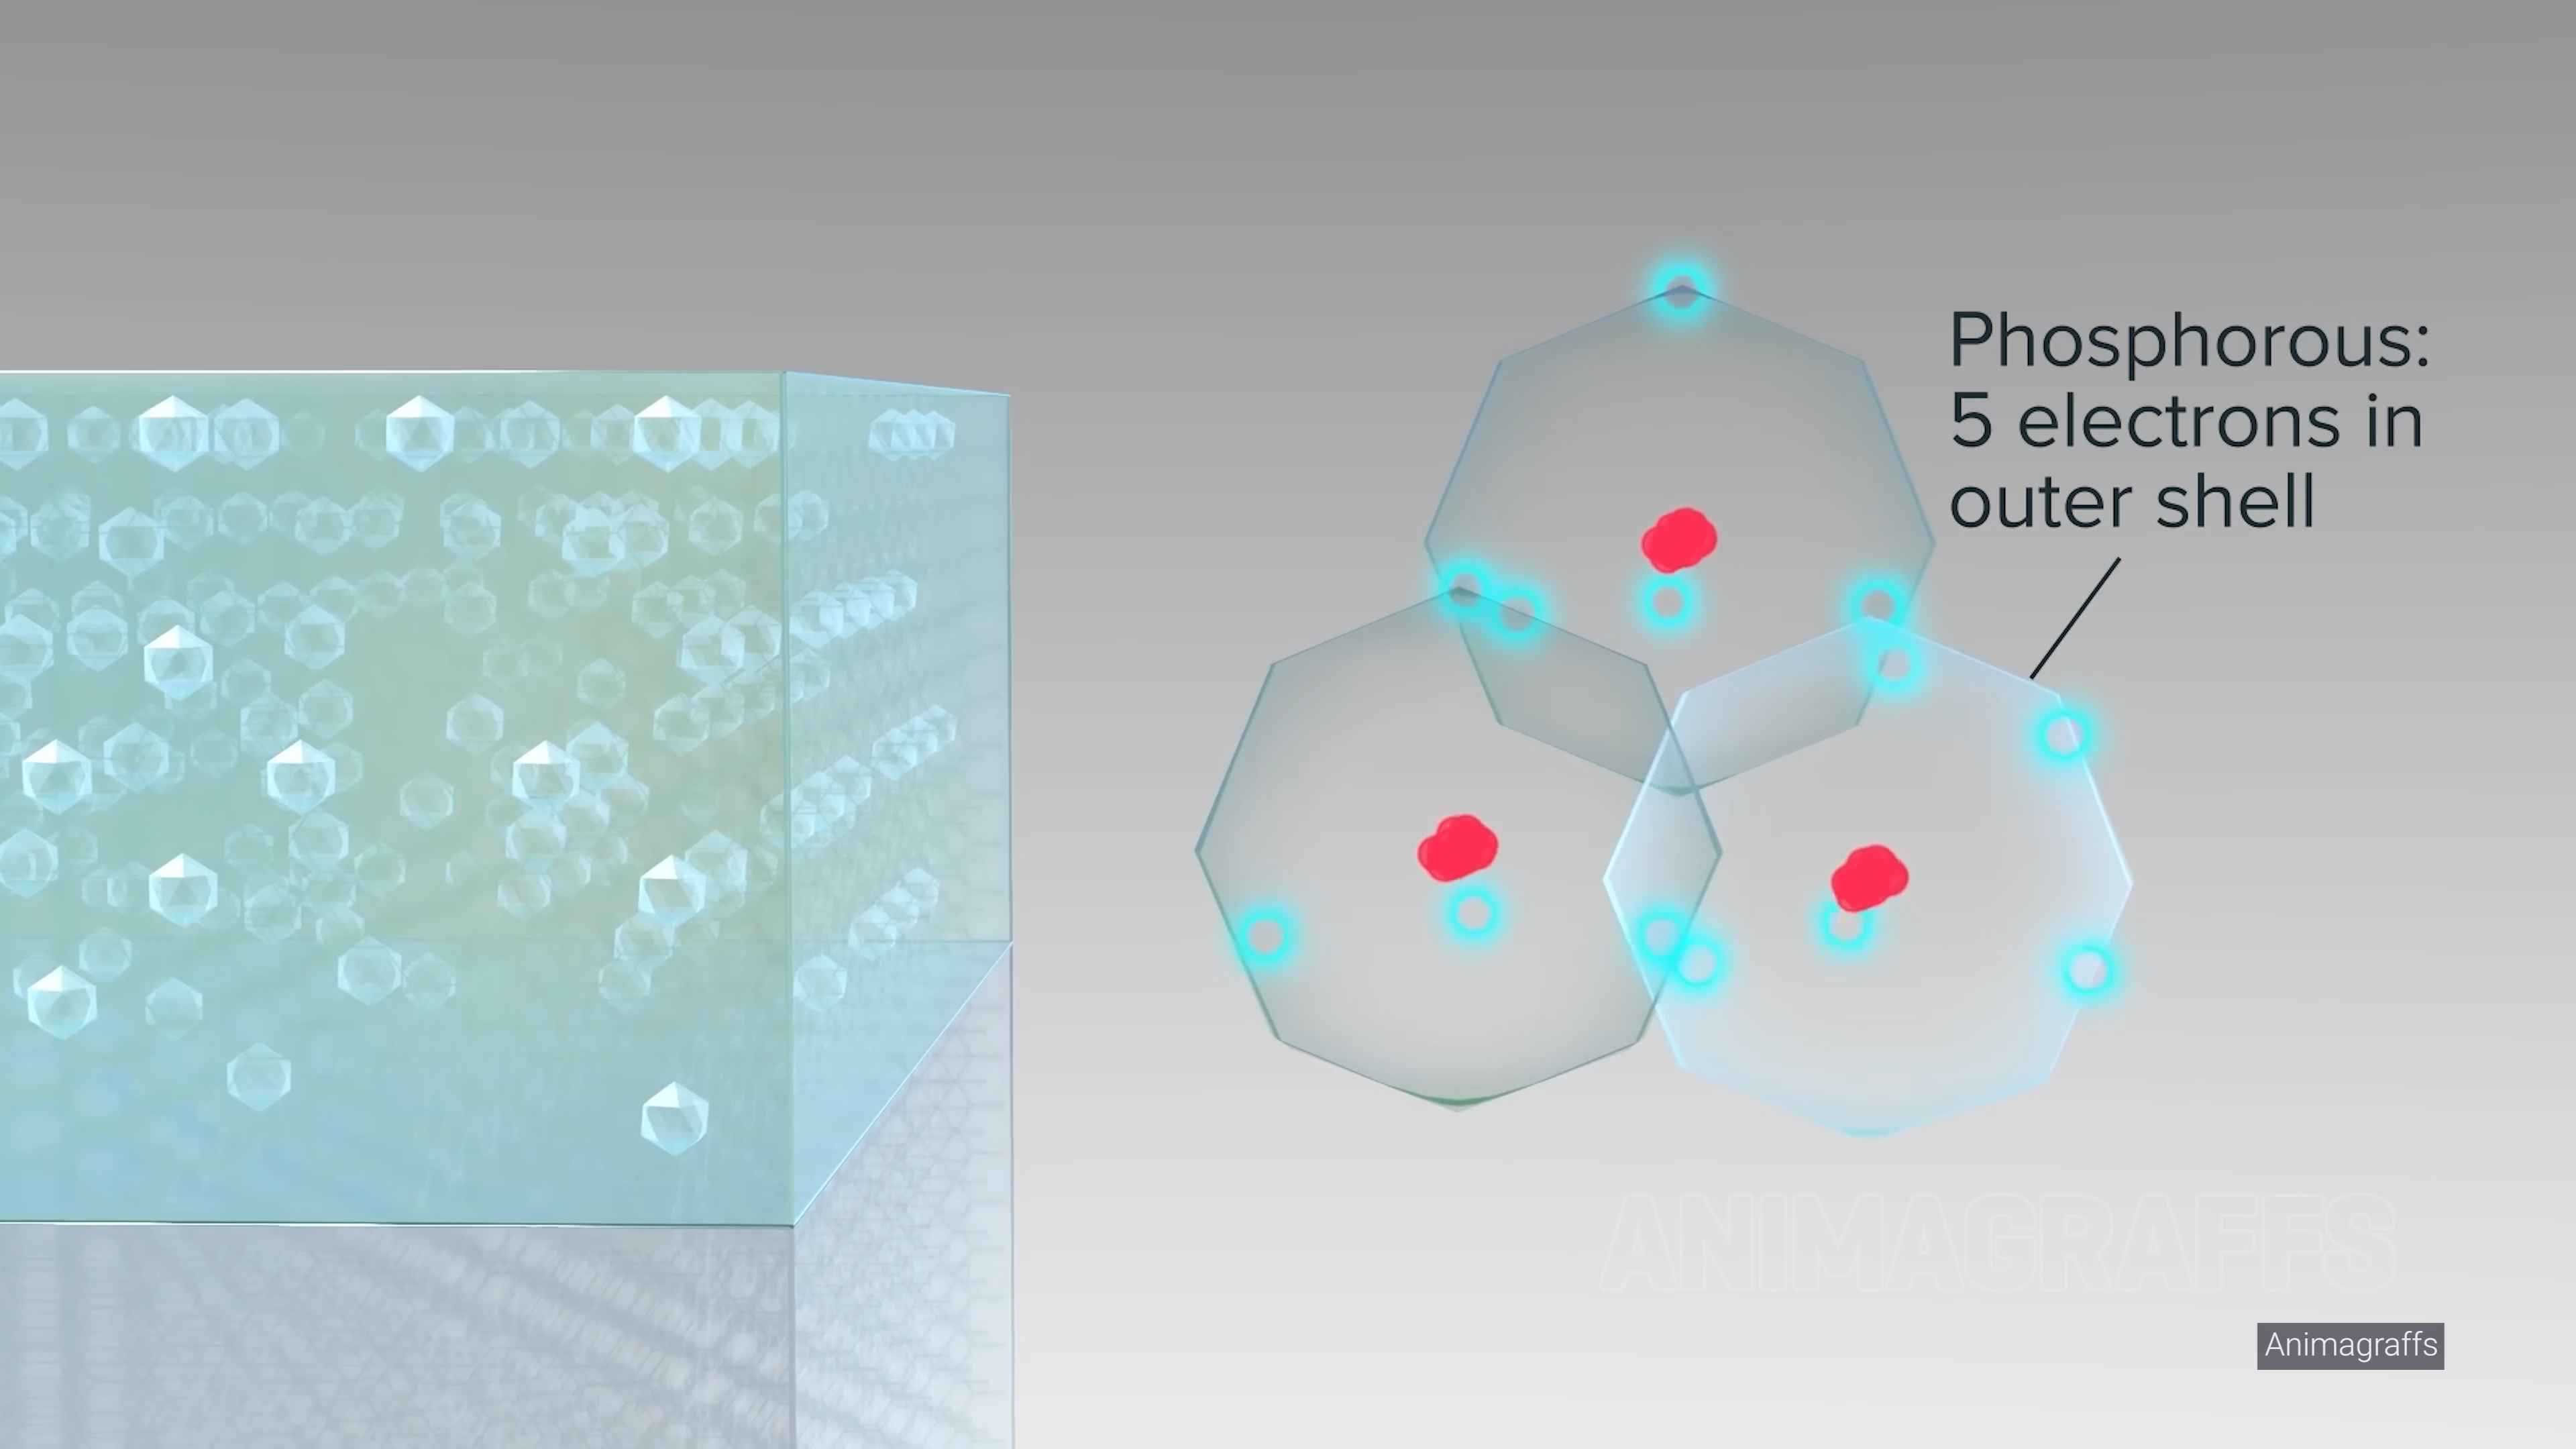 Phosphorous:
5 electrons in
outer shell
ANIMAGRAFFS
Animagraffs